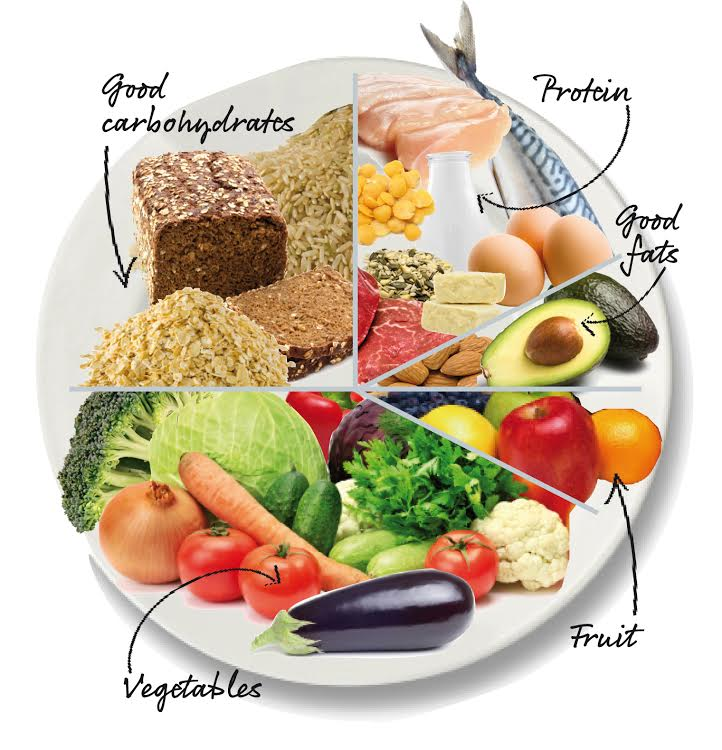 Good
carbohydrates
Protein
Good
fats
Vegetables
Fruit